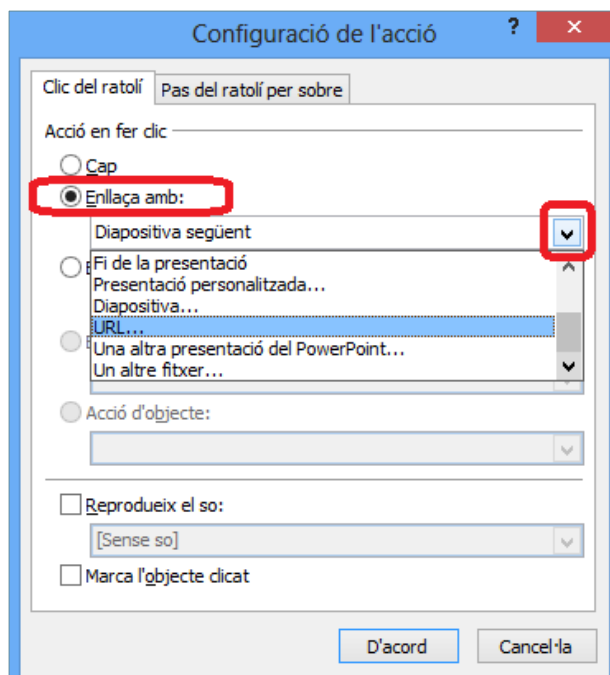 Configuració de l'acció ?
Clic del ratolí Pas del ratolí per sobre
Acció en fer clic
Cap
Enllaça amb:
Diapositiva següent
Fi de la presentació
Presentació personalitzada...
Diapositiva...
URL...
Una altra presentació del PowerPoint...
Un altre fitxer...
Acció d'objecte:
Reprodueix el so:
[Sense so]
Marca l'objecte clicat
D'acord Cancel·la